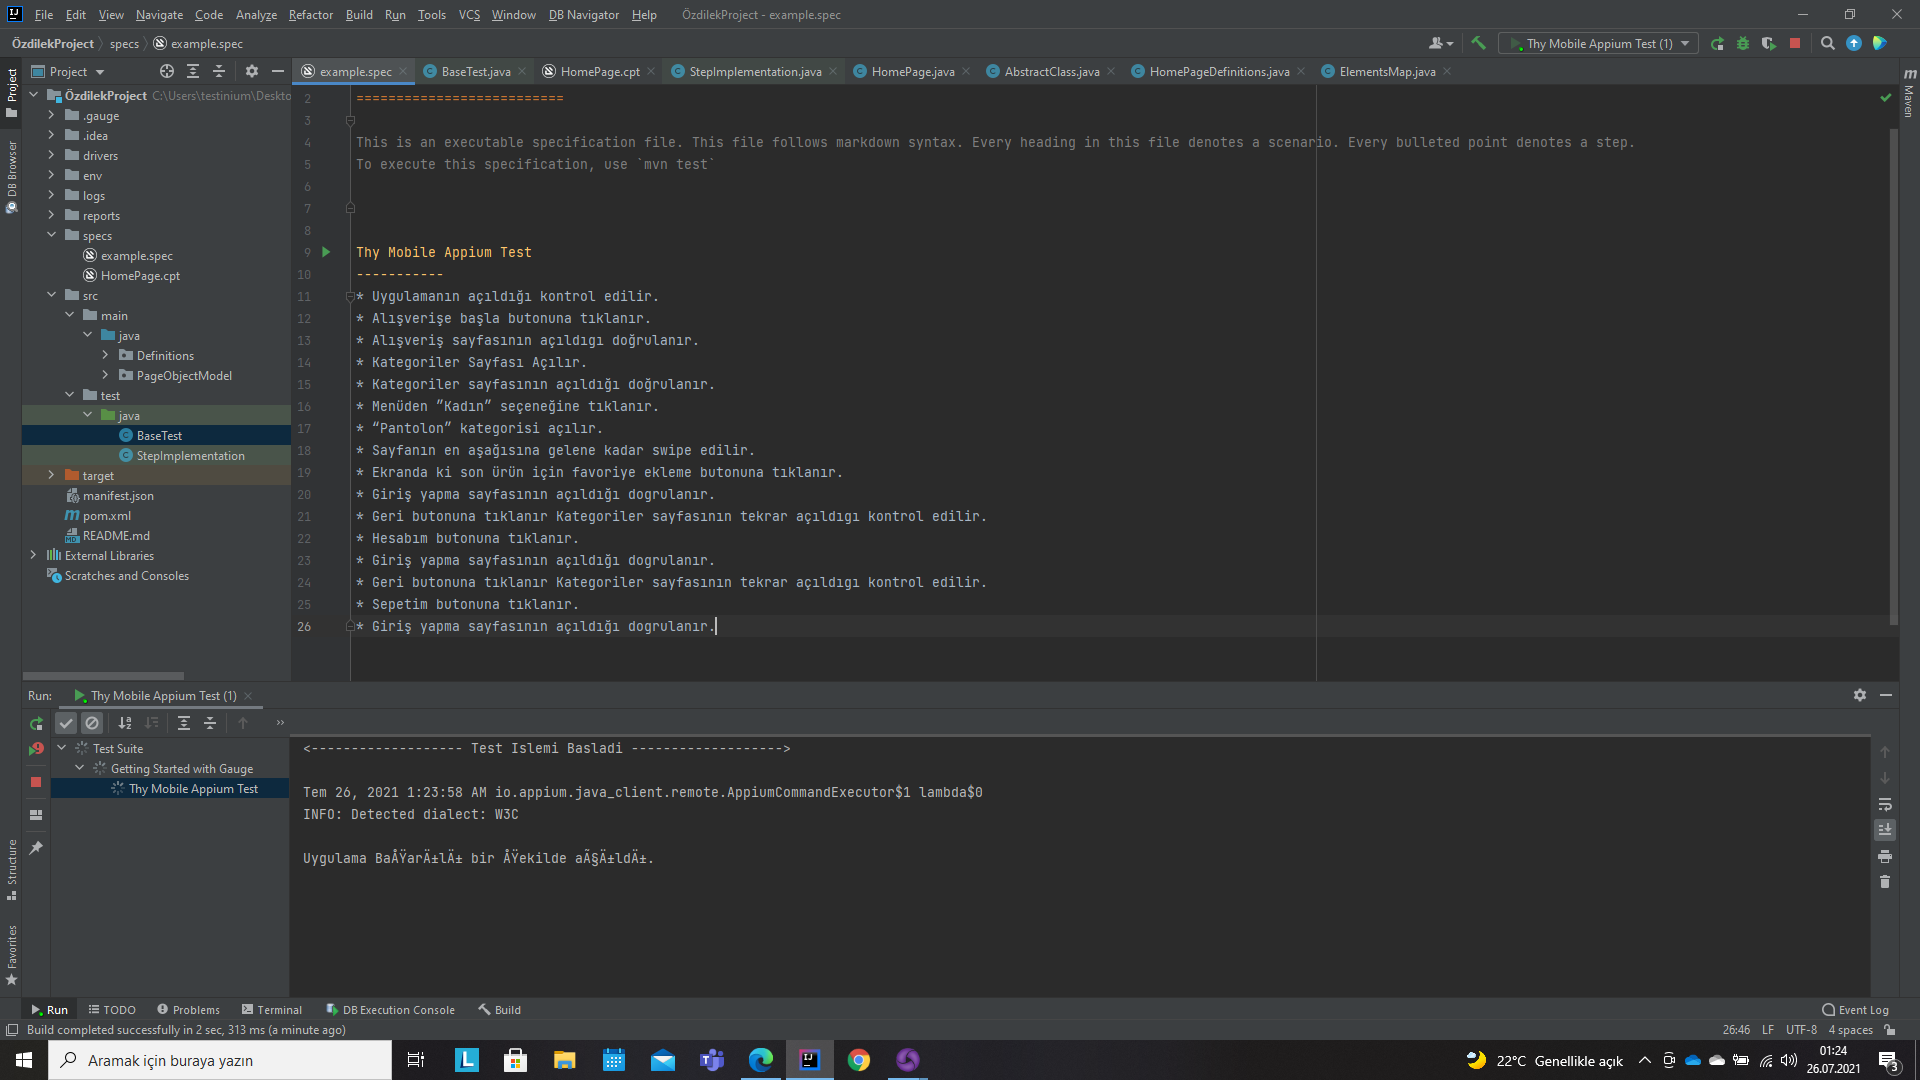 File Edit View Navigate Code Analyze Refactor Build Run Tools VCS Window DB Navigator Help ÖzdilekProject - example.spec
ÖzdilekProject specs example.spec Thy Mobile Appium Test (1)
Project example.spec BaseTest.java HomePage.cpt StepImplementation.java HomePage.java AbstractClass.java HomePageDefinitions.java ElementsMap.java
Project
DB Browser
Structure
Favorites
Maven
ÖzdilekProject C:\Users\testinium\Deskto
.gauge
.idea
drivers
env
logs
reports
specs
example.spec
HomePage.cpt
src
main
java
Definitions
PageObjectModel
test
java
BaseTest
StepImplementation
target
manifest.json
pom.xml
README.md
External Libraries
Scratches and Consoles
2 ==========================
3
4 This is an executable specification file. This file follows markdown syntax. Every heading in this file denotes a scenario. Every bulleted point denotes a step.
5 To execute this specification, use `mvn test`
6
7
8
9 Thy Mobile Appium Test
10 -----------
11 * Uygulamanın açıldığı kontrol edilir.
12 * Alışverişe başla butonuna tıklanır.
13 * Alışveriş sayfasının açıldıgı doğrulanır.
14 * Kategoriler Sayfası Açılır.
15 * Kategoriler sayfasının açıldığı doğrulanır.
16 * Menüden “Kadın” seçeneğine tıklanır.
17 * “Pantolon” kategorisi açılır.
18 * Sayfanın en aşağısına gelene kadar swipe edilir.
19 * Ekranda ki son ürün için favoriye ekleme butonuna tıklanır.
20 * Giriş yapma sayfasının açıldığı dogrulanır.
21 * Geri butonuna tıklanır Kategoriler sayfasının tekrar açıldıgı kontrol edilir.
22 * Hesabım butonuna tıklanır.
23 * Giriş yapma sayfasının açıldığı dogrulanır.
24 * Geri butonuna tıklanır Kategoriler sayfasının tekrar açıldıgı kontrol edilir.
25 * Sepetim butonuna tıklanır.
26 * Giriş yapma sayfasının açıldığı dogrulanır.
Run: Thy Mobile Appium Test (1)
Test Suite
Getting Started with Gauge
Thy Mobile Appium Test
<------------------- Test Islemi Basladi ------------------->
Tem 26, 2021 1:23:58 AM io.appium.java_client.remote.AppiumCommandExecutor$1 lambda$0
INFO: Detected dialect: W3C
Uygulama BaÅŸarÄ±lÄ± bir ÅŸekilde aÃ§Ä±ldÄ±.
Run TODO Problems Terminal DB Execution Console Build Event Log
Build completed successfully in 2 sec, 313 ms (a minute ago) 26:46 LF UTF-8 4 spaces
Aramak için buraya yazın 22°C Genellikle açık 01:24
26.07.2021
3